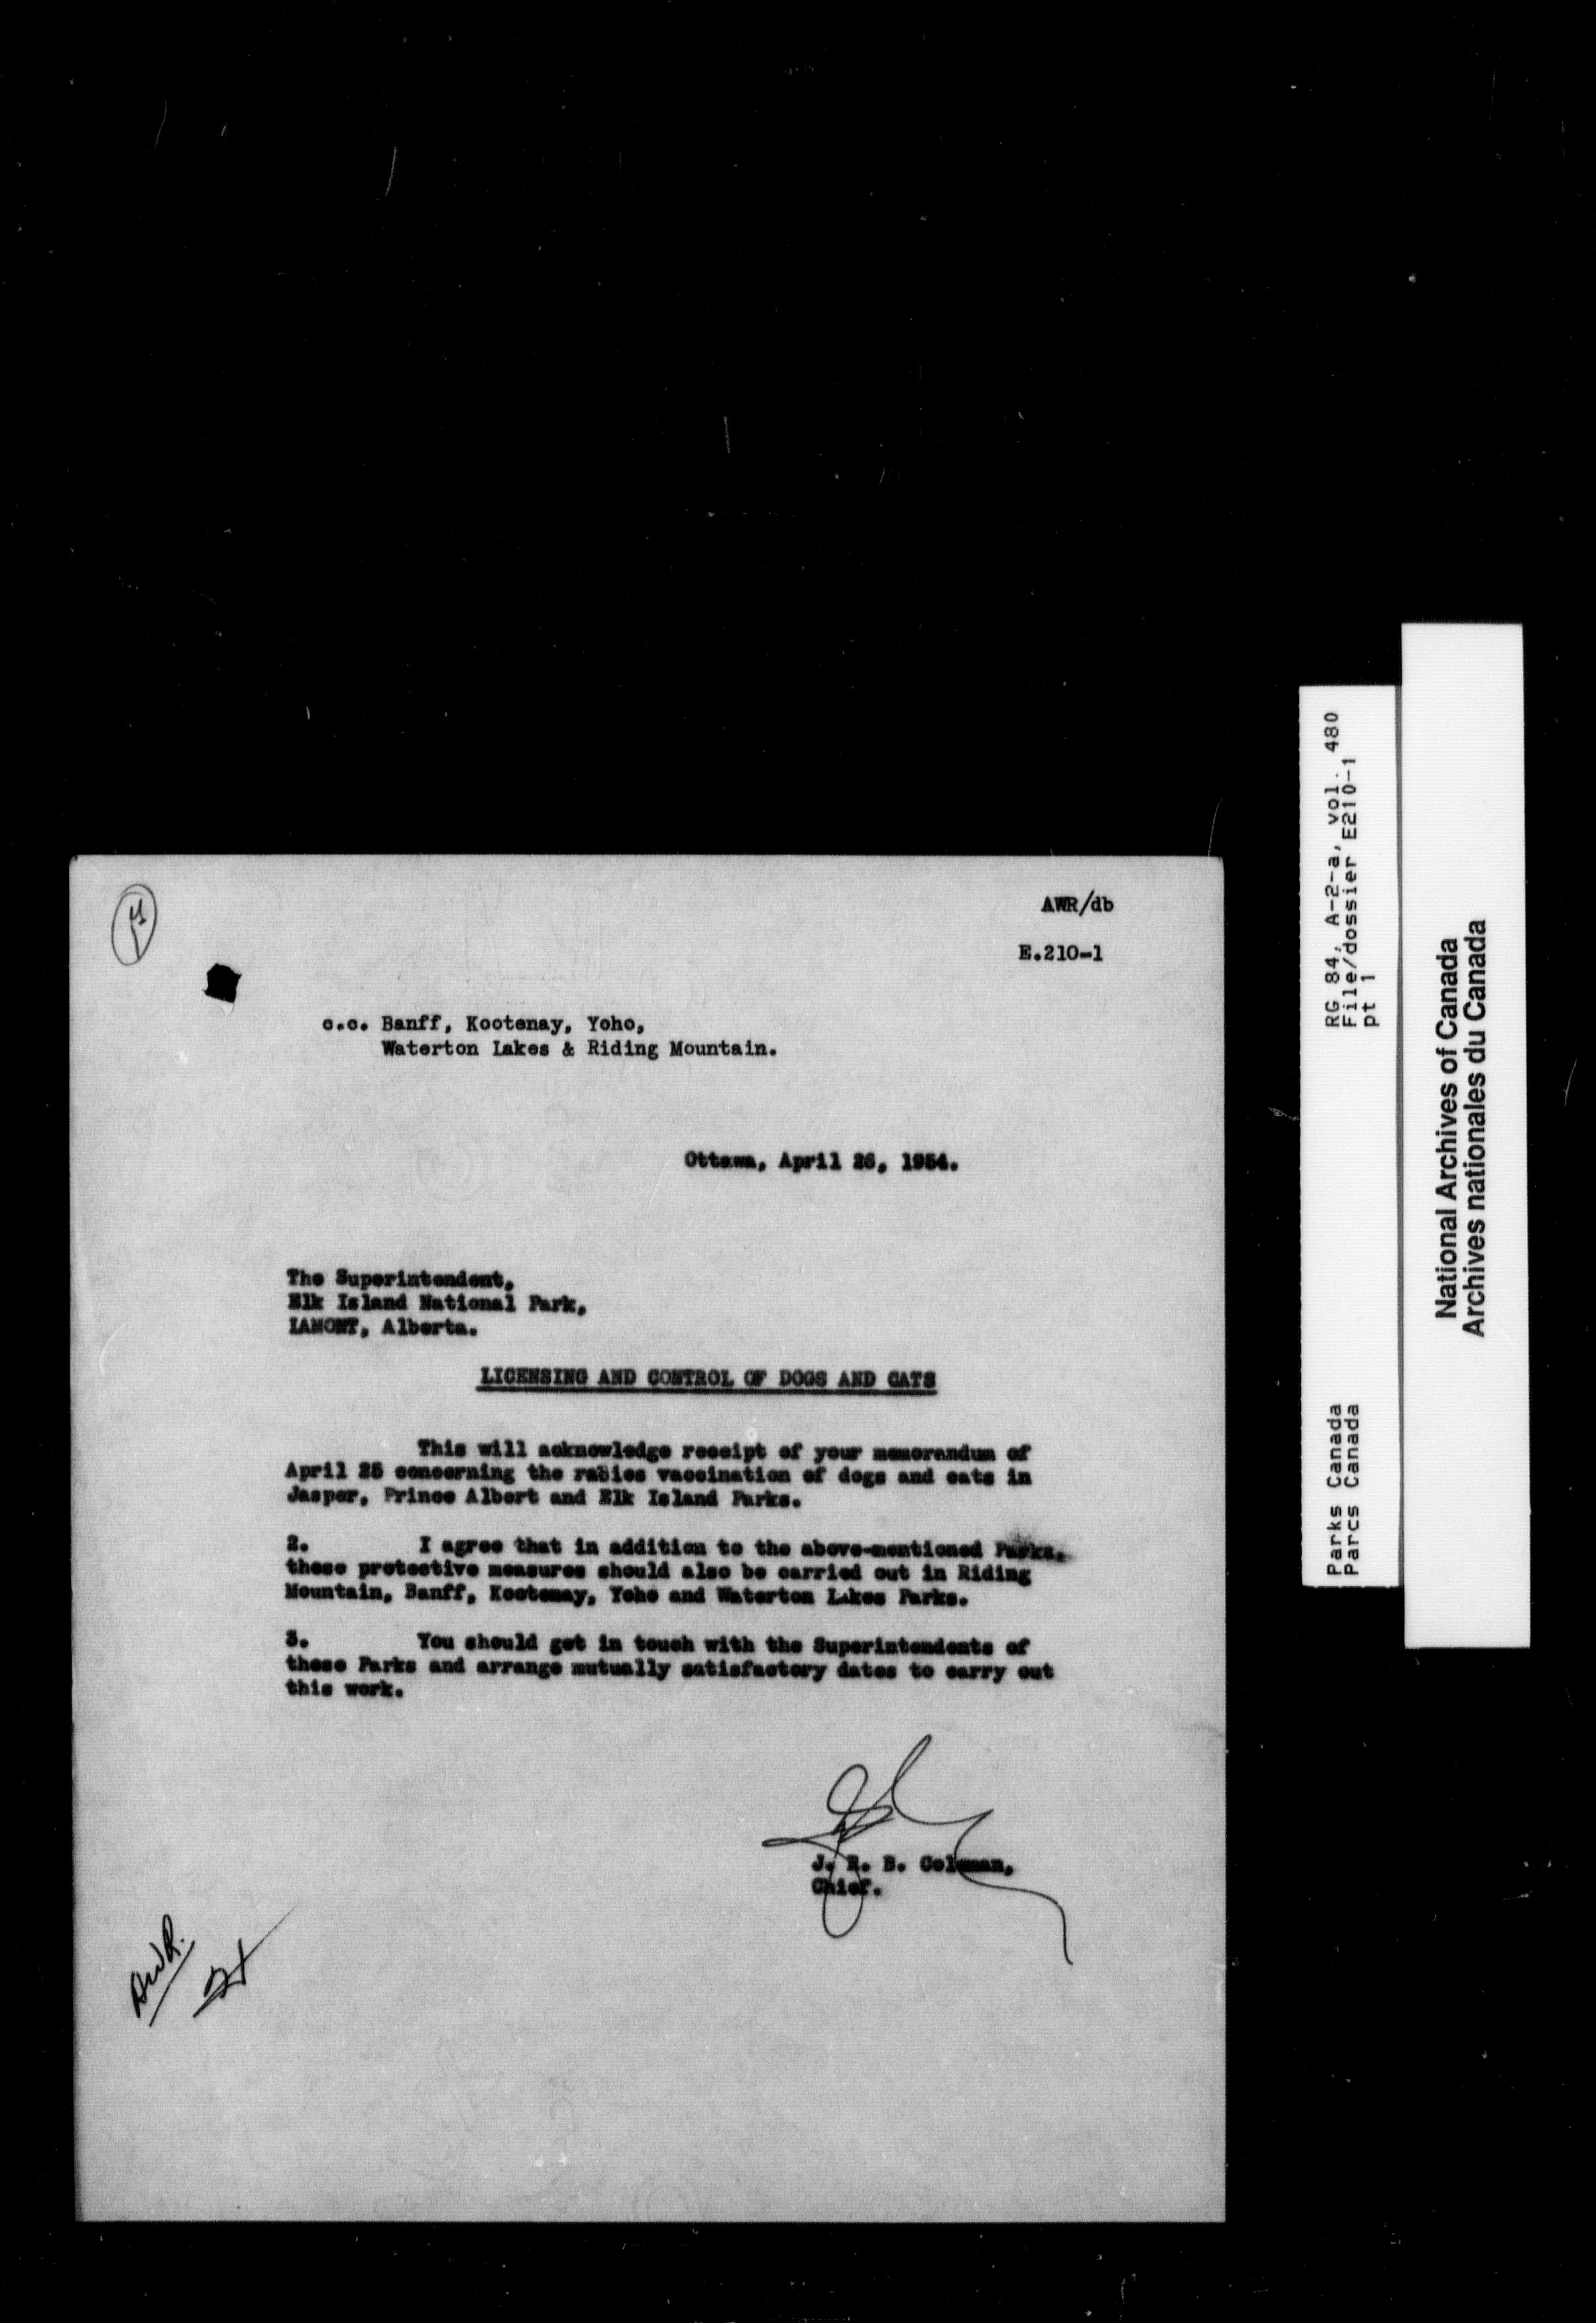 AWR/db
E.210-1
c.c. Banff, Kootenay, Yoho,
Waterton Lakes & Riding Mountain.
Ottawa, April 26, 1954.
The Superintendent,
Elk Island National Park,
LAMONT, Alberta.
LICENSING AND CONTROL OF DOGS AND CATS
This will acknowledge receipt of your memorandum of
April 25 concerning the rabies vaccination of dogs and cats in
Jasper, Prince Albert and Elk Island Parks.
2. I agree that in addition to the above-mentioned Parks,
these protective measures should also be carried out in Riding
Mountain, Banff, Kootenay, Yoho and Waterton Lakes Parks.
3. You should get in touch with the Superintendents of
these Parks and arrange mutually satisfactory dates to carry out
this work.
J. R. B. Coleman,
Chief.
AWR.
RG 84, A-2-a, vol. 480
File/dossier E210-1
pt 1
Parks Canada
Parcs Canada
National Archives of Canada
Archives nationales du Canada